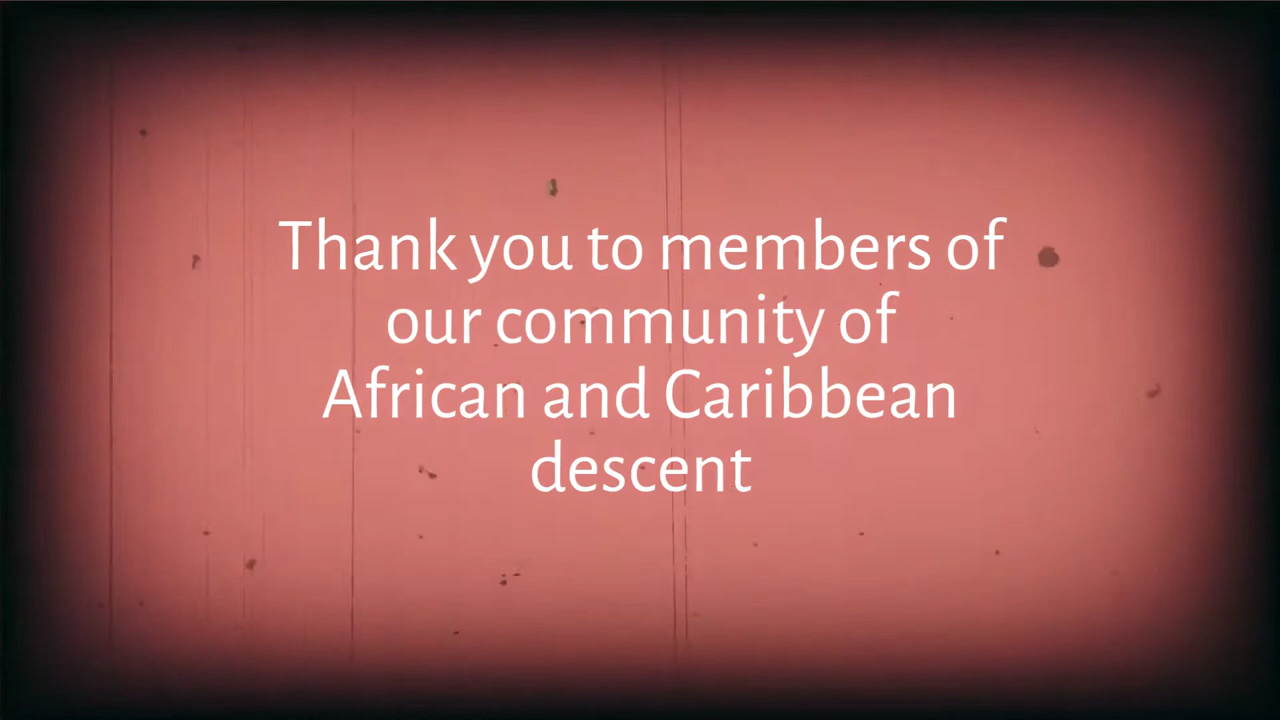 Thank you to members of
our community of
African and Caribbean
descent